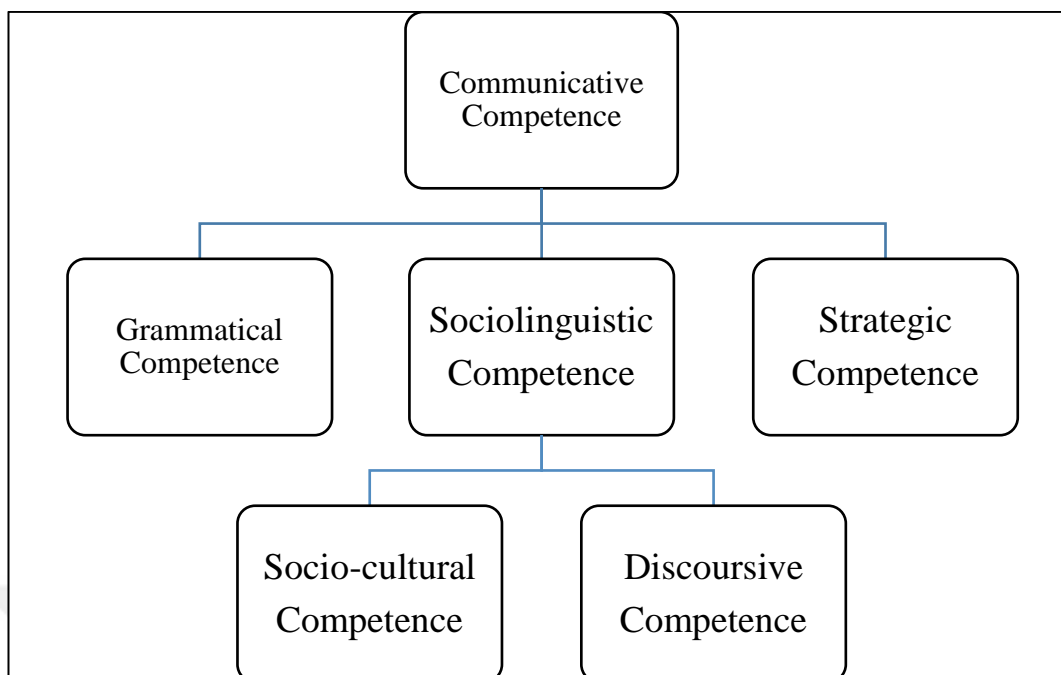 Communicative
Competence
Grammatical
Competence
Sociolinguistic
Competence
Strategic
Competence
Socio-cultural
Competence
Discoursive
Competence